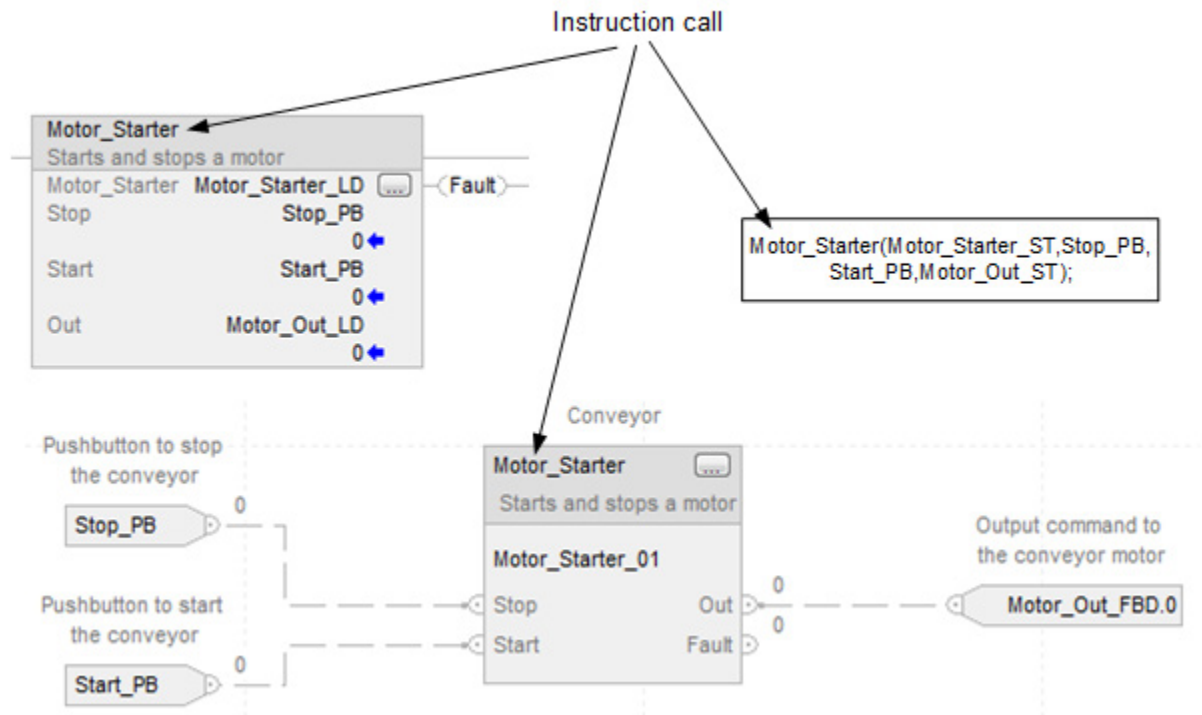 Instruction call
Motor_Starter
Starts and stops a motor
Motor_Starter Motor_Starter_LD ...
Fault
Stop Stop_PB
0
Start Start_PB
0
Out Motor_Out_LD
0
Motor_Starter(Motor_Starter_ST,Stop_PB,
Start_PB,Motor_Out_ST);
Conveyor
Pushbutton to stop
the conveyor
Stop_PB
0
Pushbutton to start
the conveyor
Start_PB
0
Motor_Starter ...
Starts and stops a motor
Motor_Starter_01
Stop Out
0
Start Fault
0
Output command to
the conveyor motor
Motor_Out_FBD.0